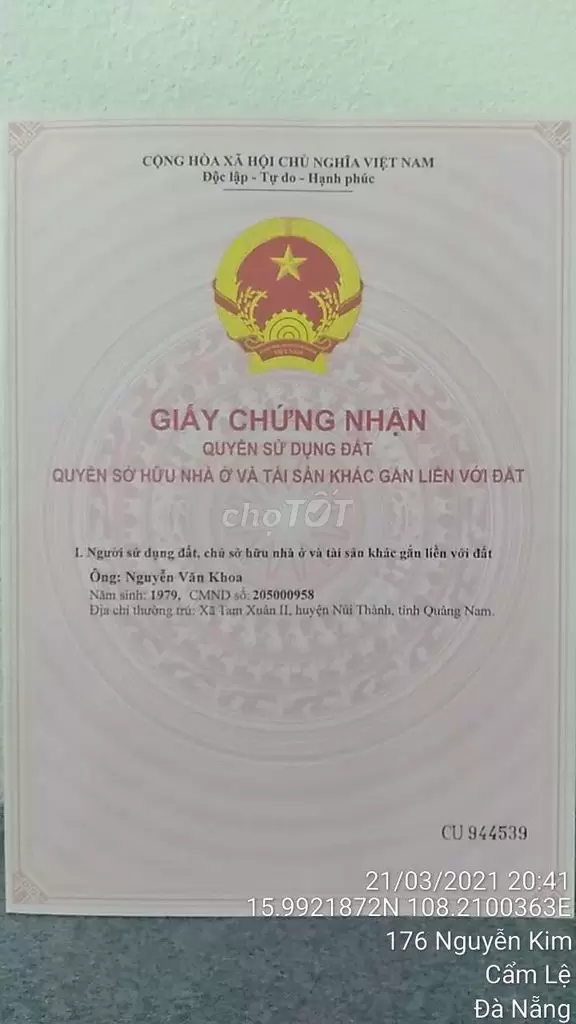 CỘNG HÒA XÃ HỘI CHỦ NGHĨA VIỆT NAM
Độc lập - Tự do - Hạnh phúc
VIỆT NAM
GIẤY CHỨNG NHẬN
QUYỀN SỬ DỤNG ĐẤT
QUYỀN SỞ HỮU NHÀ Ở VÀ TÀI SẢN KHÁC GẮN LIỀN VỚI ĐẤT
chợTỐT
I. Người sử dụng đất, chủ sở hữu nhà ở và tài sản khác gắn liền với đất
Ông: Nguyễn Văn Khoa
Năm sinh: 1979, CMND số: 205000958
Địa chỉ thường trú: Xã Tam Xuân II, huyện Núi Thành, tỉnh Quảng Nam.
CU 944539
21/03/2021 20:41
15.9921872N 108.2100363E
176 Nguyễn Kim
Cẩm Lệ
Đà Nẵng